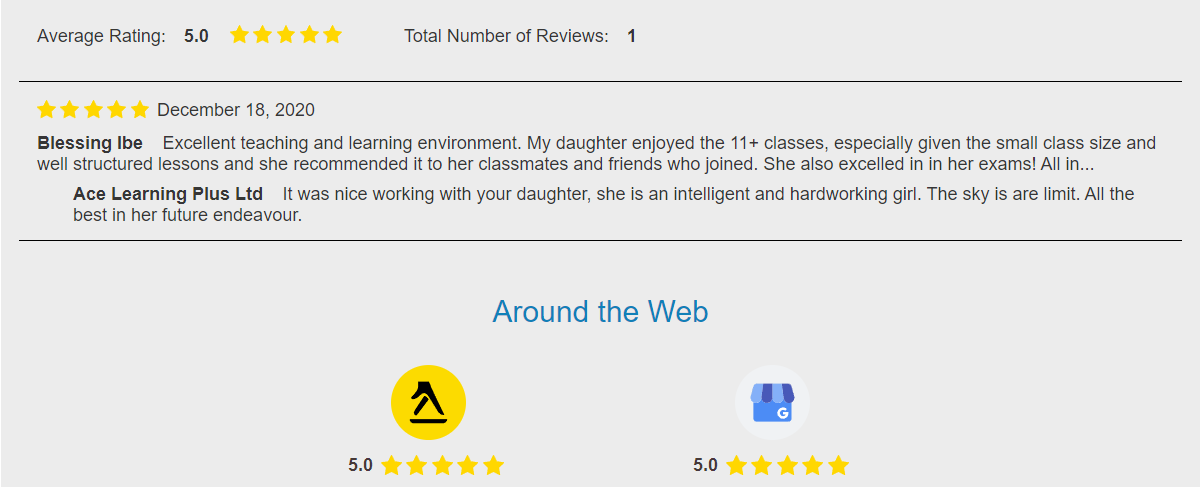 Average Rating: 5.0 Total Number of Reviews: 1
December 18, 2020
Blessing Ibe Excellent teaching and learning environment. My daughter enjoyed the 11+ classes, especially given the small class size and
well structured lessons and she recommended it to her classmates and friends who joined. She also excelled in in her exams! All in...
Ace Learning Plus Ltd It was nice working with your daughter, she is an intelligent and hardworking girl. The sky is are limit. All the
best in her future endeavour.
Around the Web
G
5.0 5.0